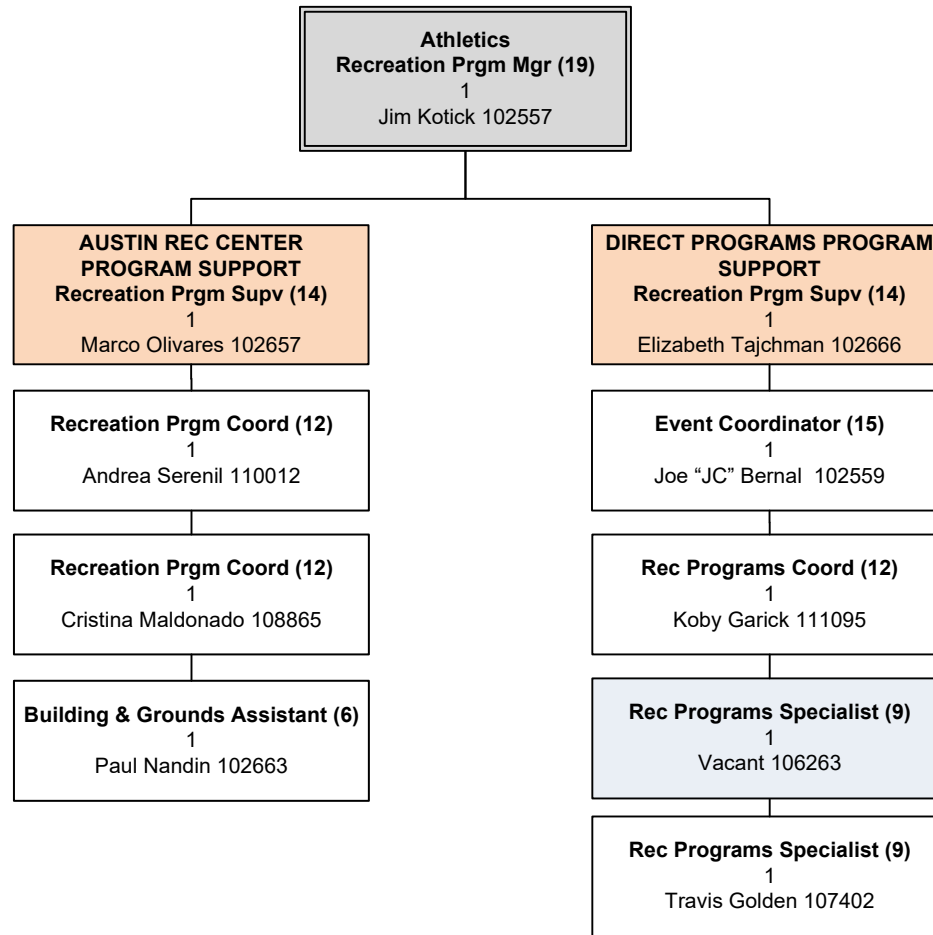 Athletics
Recreation Prgm Mgr (19)
1
Jim Kotick 102557
AUSTIN REC CENTER
PROGRAM SUPPORT
Recreation Prgm Supv (14)
1
Marco Olivares 102657
Recreation Prgm Coord (12)
1
Andrea Serenil 110012
Recreation Prgm Coord (12)
1
Cristina Maldonado 108865
Building & Grounds Assistant (6)
1
Paul Nandin 102663
DIRECT PROGRAMS PROGRAM
SUPPORT
Recreation Prgm Supv (14)
1
Elizabeth Tajchman 102666
Event Coordinator (15)
1
Joe “JC” Bernal  102559
Rec Programs Coord (12)
1
Koby Garick 111095
Rec Programs Specialist (9)
1
Vacant 106263
Rec Programs Specialist (9)
1
Travis Golden 107402